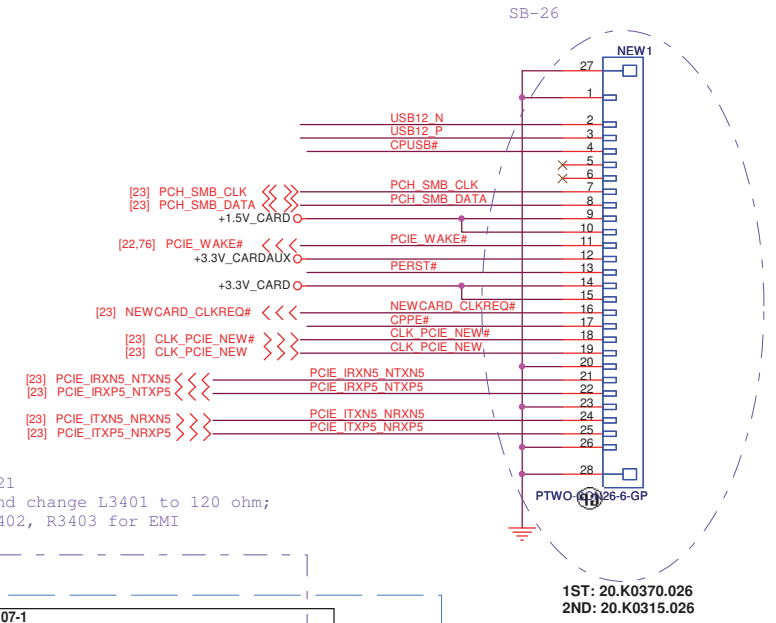 SB-26
NEW1
27
1
USB12_N 2
USB12_P 3
CPUSB# 4
5
6
[23] PCH_SMB_CLK PCH_SMB_CLK 7
[23] PCH_SMB_DATA PCH_SMB_DATA 8
+1.5V_CARD 9
10
[22,76] PCIE_WAKE# PCIE_WAKE# 11
+3.3V_CARDAUX 12
PERST# 13
+3.3V_CARD 14
15
[23] NEWCARD_CLKREQ# NEWCARD_CLKREQ# 16
CPPE# 17
[23] CLK_PCIE_NEW# CLK_PCIE_NEW# 18
[23] CLK_PCIE_NEW CLK_PCIE_NEW 19
20
[23] PCIE_IRXN5_NTXN5 PCIE_IRXN5_NTXN5 21
[23] PCIE_IRXP5_NTXP5 PCIE_IRXP5_NTXP5 22
23
[23] PCIE_ITXN5_NRXN5 PCIE_ITXN5_NRXN5 24
[23] PCIE_ITXP5_NRXP5 PCIE_ITXP5_NRXP5 25
26
28
21
nd change L3401 to 120 ohm;
402, R3403 for EMI
1ST: 20.K0370.026
2ND: 20.K0315.026
07-1